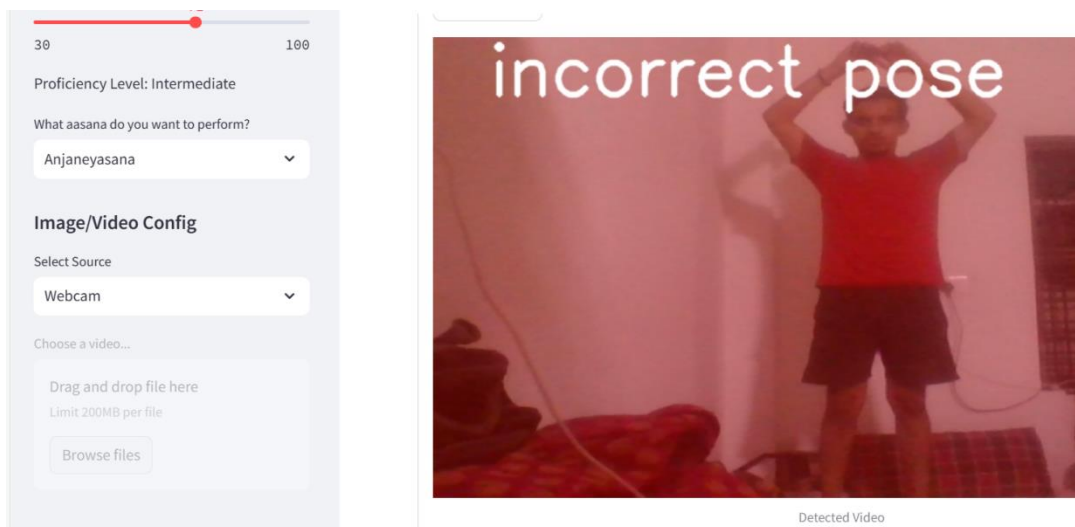 30 100
Proficiency Level: Intermediate
What aasana do you want to perform?
Anjaneyasana
Image/Video Config
Select Source
Webcam
Choose a video...
Drag and drop file here
Limit 200MB per file
Browse files
incorrect pose
Detected Video